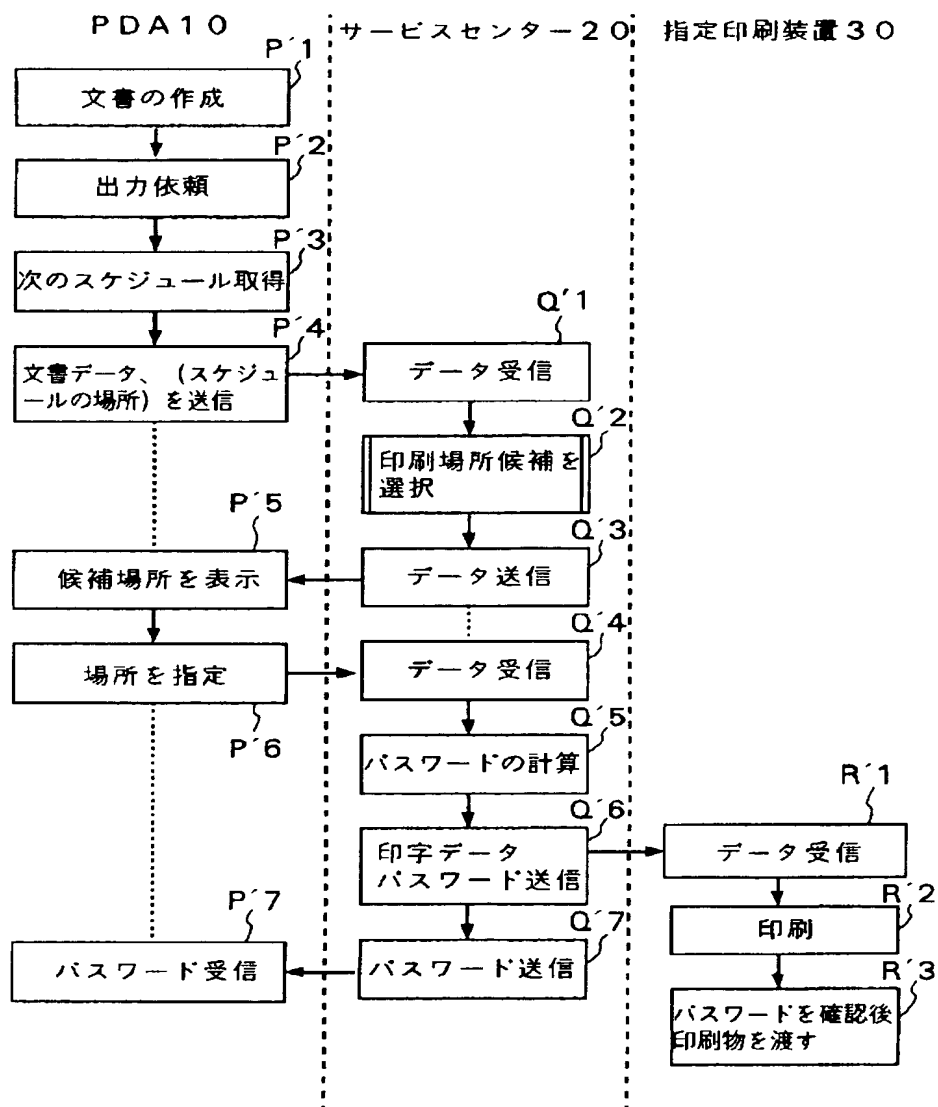 PDA10
サービスセンター20
指定印刷装置30
P´1
文書の作成
P´2
出力依頼
P´3
次のスケジュール取得
P´4
文書データ、(スケジュ
ールの場所)を送信
Q´1
データ受信
Q´2
印刷場所候補を
選択
Q´3
データ送信
P´5
候補場所を表示
P´6
場所を指定
Q´4
データ受信
Q´5
パスワードの計算
Q´6
印字データ
パスワード送信
R´1
データ受信
R´2
印刷
Q´7
パスワード送信
P´7
パスワード受信
R´3
パスワードを確認後
印刷物を渡す